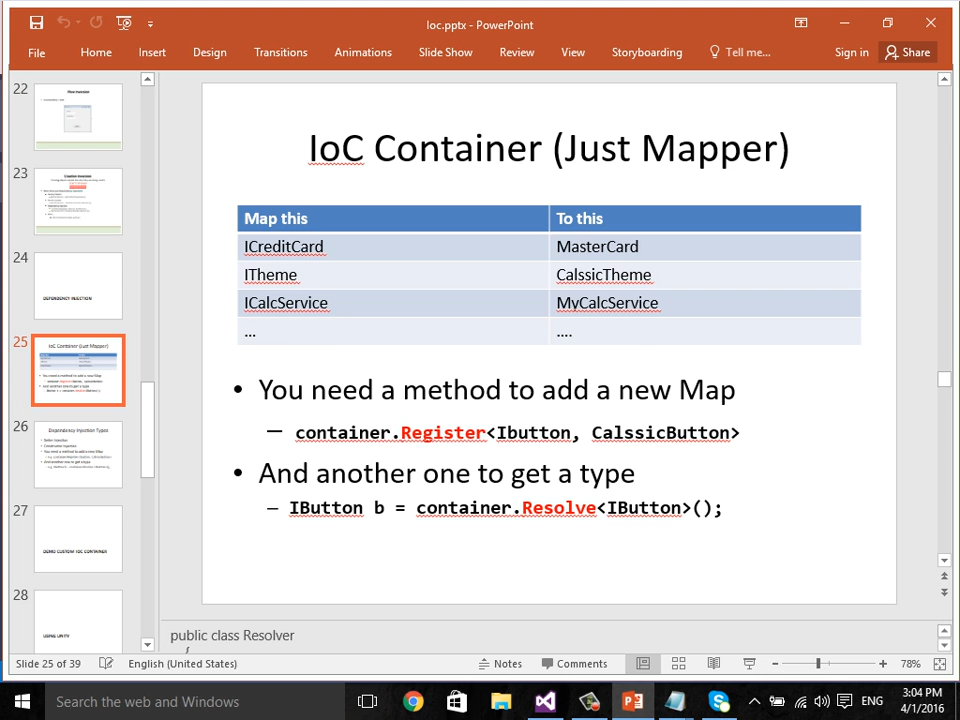 Ioc.pptx - PowerPoint
File Home Insert Design Transitions Animations Slide Show Review View Storyboarding Tell me... Sign in Share
22
23
24
DEPENDENCY INJECTION
25
IoC Container (Just Mapper)
26
Dependency Injection Types
27
DEMO CUSTOM IOC CONTAINER
28
USING UNITY
IoC Container (Just Mapper)
Map this To this
ICreditCard MasterCard
ITheme CalssicTheme
ICalcService MyCalcService
... ....
• You need a method to add a new Map
– container.Register<Ibutton, CalssicButton>
• And another one to get a type
– IButton b = container.Resolve<IButton>();
public class Resolver
{
Slide 25 of 39 English (United States) Notes Comments 78%
Search the web and Windows ENG 3:04 PM
4/1/2016